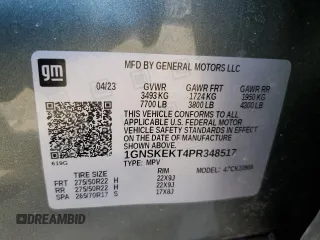 gm
MFD BY GENERAL MOTORS LLC
04/23 GVWR GAWR FRT GAWR RR
3493 KG 1724 KG 1950 KG
7700 LB 3800 LB 4300 LB
THIS VEHICLE CONFORMS TO ALL APPLICABLE
U.S. FEDERAL MOTOR VEHICLE SAFETY
STANDARD IN EFFECT ON THE DATE OF
MANUFACTURE SHOWN ABOVE.
1GNSKEKT4PR348517
619G TYPE: MPV
TIRE SIZE RIM
FRT 275/50R22 H 22X9J
RR 275/50R22 H 22X9J
SPA 265/70R17 S 17X8J
© DEALERSHIP